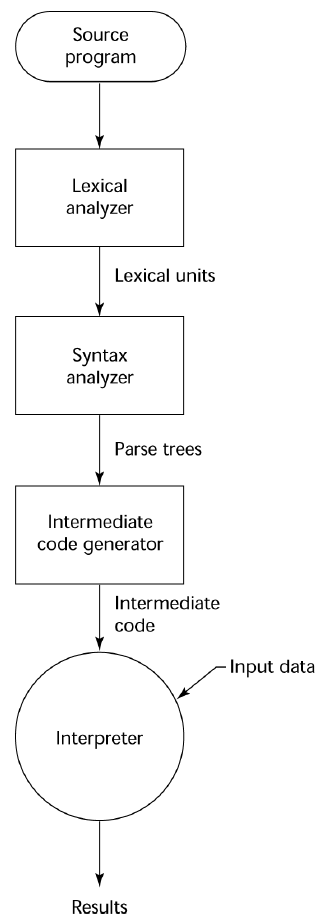 Source
program
Lexical
analyzer
Lexical units
Syntax
analyzer
Parse trees
Intermediate
code generator
Intermediate
code
Input data
Interpreter
Results